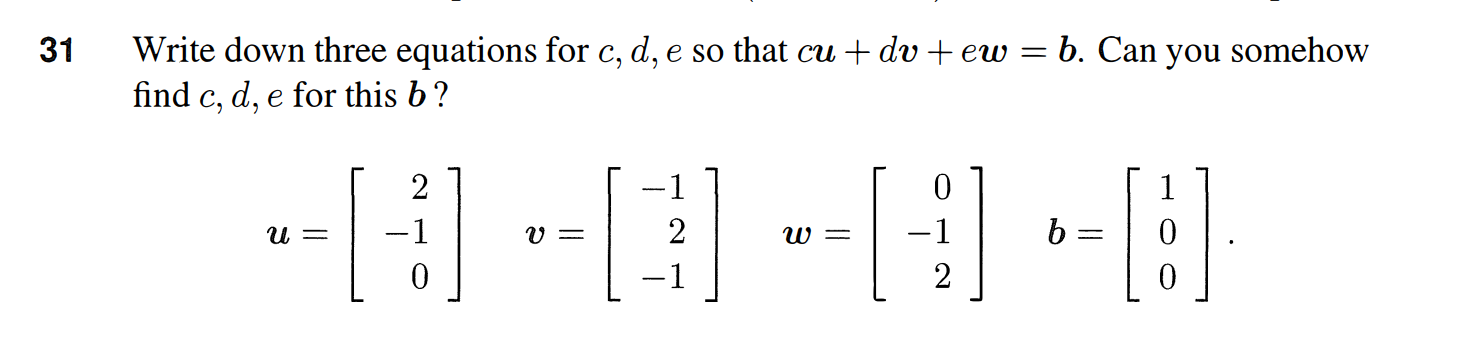 31 Write down three equations for c, d, e so that cu + dv + ew = b. Can you somehow
find c, d, e for this b ?
u = [ 2 -1 0 ] v = [ -1 2 -1 ] w = [ 0 -1 2 ] b = [ 1 0 0 ] .